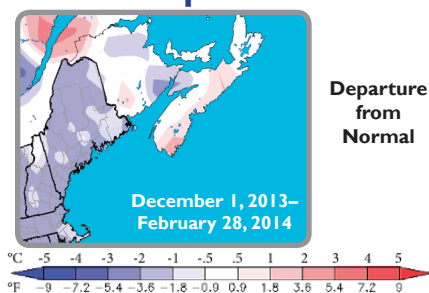 Departure
from
Normal
December 1, 2013–
February 28, 2014
°C -5 -4 -3 -2 -1 -.5 .5 1 2 3 4 5
°F -9 -7.2 -5.4 -3.6 -1.8 -0.9 0.9 1.8 3.6 5.4 7.2 9